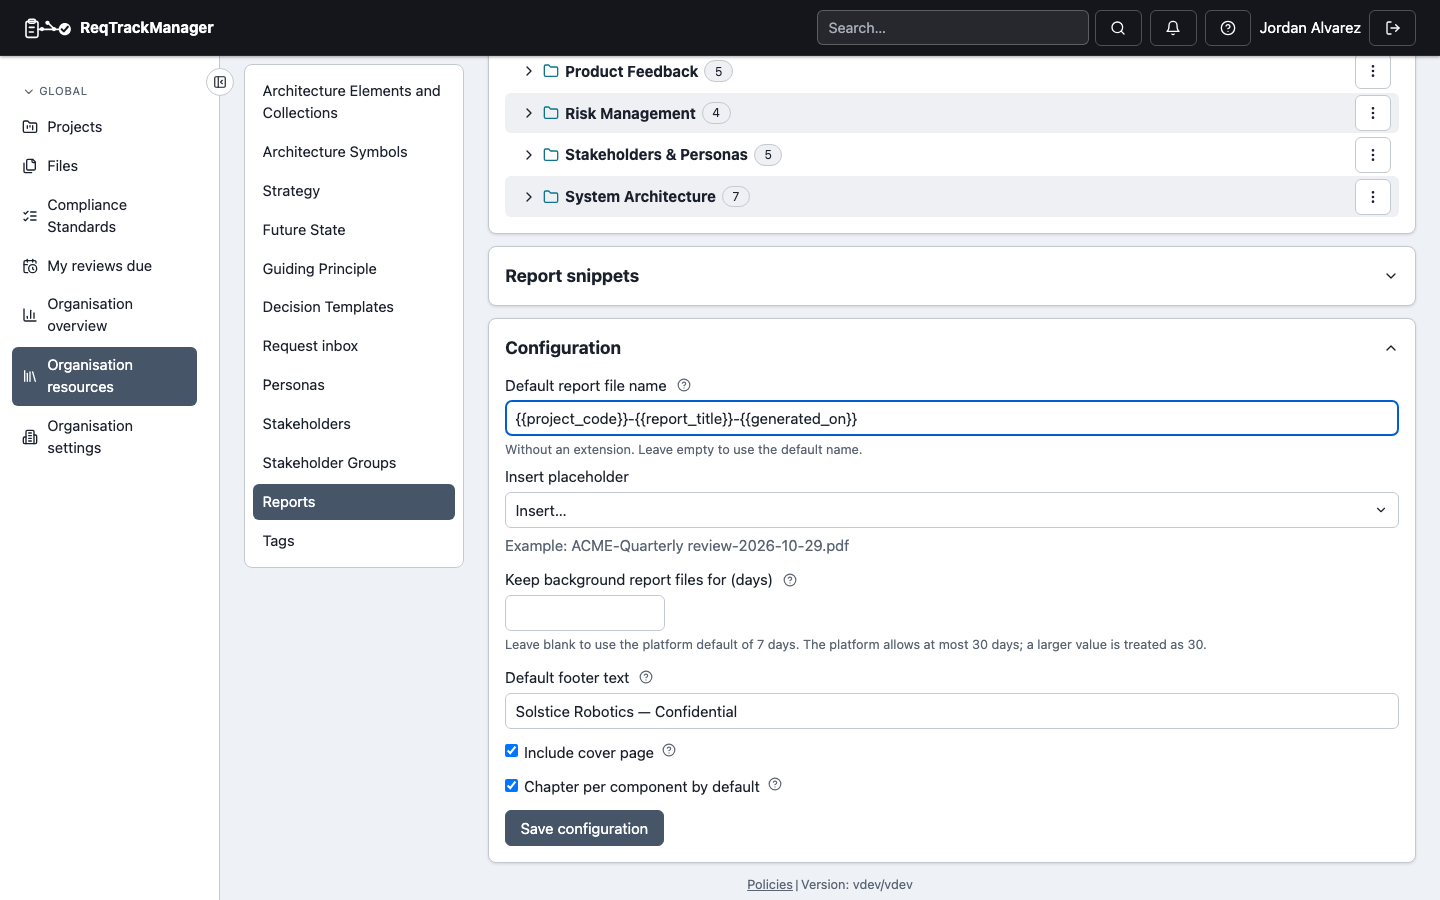 ReqTrackManager
Search...
Jordan Alvarez
GLOBAL
Projects
Files
Compliance
Standards
My reviews due
Organisation
overview
Organisation
resources
Organisation
settings
Architecture Elements and
Collections
Architecture Symbols
Strategy
Future State
Guiding Principle
Decision Templates
Request inbox
Personas
Stakeholders
Stakeholder Groups
Reports
Tags
Product Feedback 5
Risk Management 4
Stakeholders & Personas 5
System Architecture 7
Report snippets
Configuration
Default report file name
{{project_code}}-{{report_title}}-{{generated_on}}
Without an extension. Leave empty to use the default name.
Insert placeholder
Insert...
Example: ACME-Quarterly review-2026-10-29.pdf
Keep background report files for (days)
Leave blank to use the platform default of 7 days. The platform allows at most 30 days; a larger value is treated as 30.
Default footer text
Solstice Robotics — Confidential
Include cover page
Chapter per component by default
Save configuration
Policies | Version: vdev/vdev